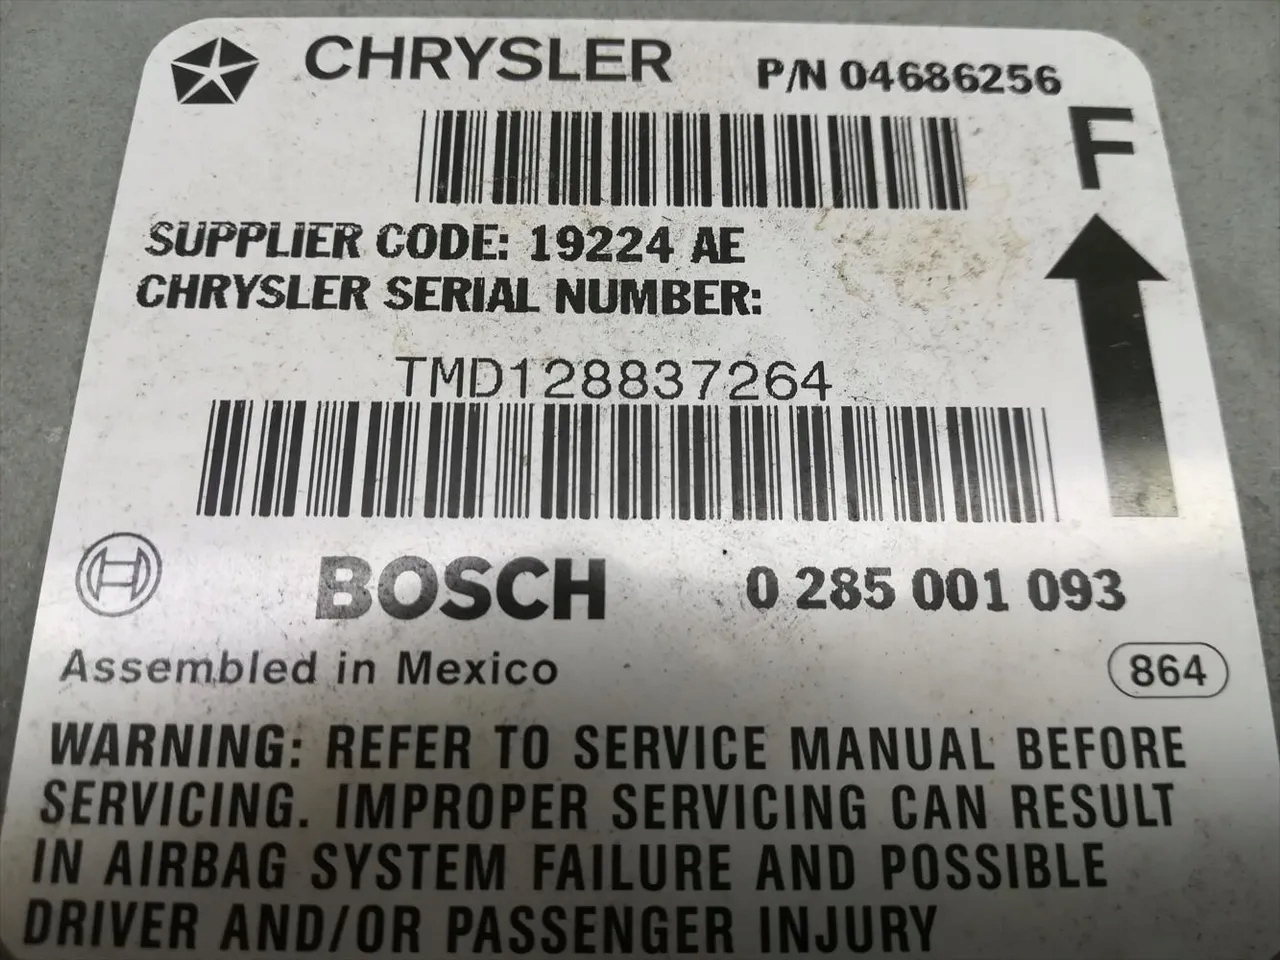 CHRYSLER
P/N 04686256
F
SUPPLIER CODE: 19224 AE
CHRYSLER SERIAL NUMBER:
TMD128837264
BOSCH
0 285 001 093
Assembled in Mexico
864
WARNING: REFER TO SERVICE MANUAL BEFORE
SERVICING. IMPROPER SERVICING CAN RESULT
IN AIRBAG SYSTEM FAILURE AND POSSIBLE
DRIVER AND/OR PASSENGER INJURY